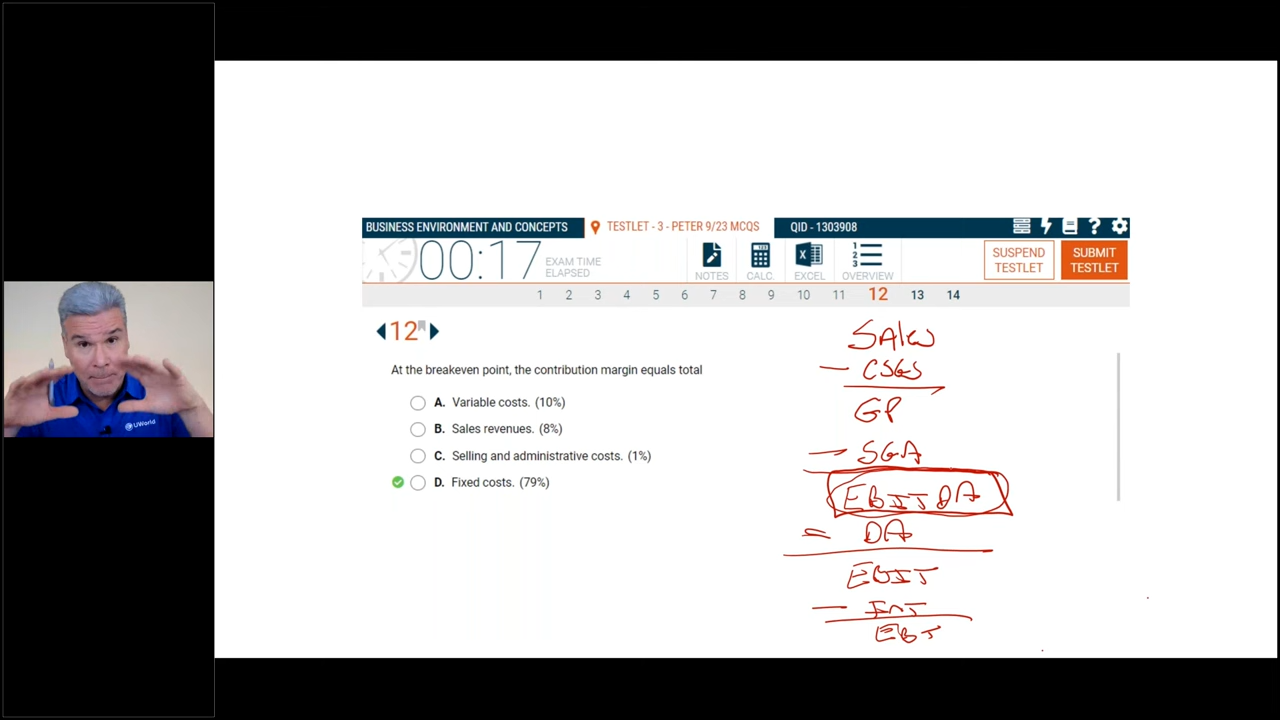 BUSINESS ENVIRONMENT AND CONCEPTS
TESTLET - 3 - PETER 9/23 MCQS
QID - 1303908
00:17
EXAM TIME
ELAPSED
NOTES
CALC.
EXCEL
OVERVIEW
SUSPEND
TESTLET
SUBMIT
TESTLET
1 2 3 4 5 6 7 8 9 10 11 12 13 14
12
At the breakeven point, the contribution margin equals total
A. Variable costs. (10%)
B. Sales revenues. (8%)
C. Selling and administrative costs. (1%)
D. Fixed costs. (79%)
SALES
- CGS
GP
- SGA
EBITDA
- DA
EBIT
- INT
EBT
UWorld